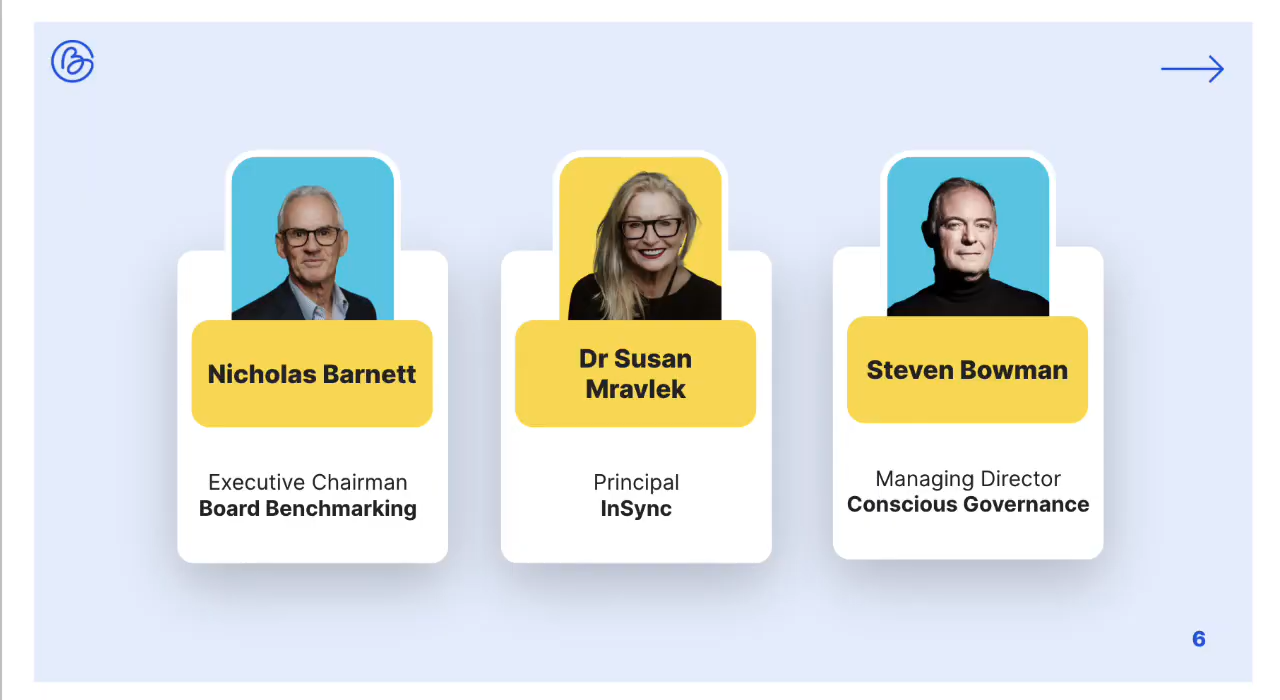 Nicholas Barnett
Executive Chairman
Board Benchmarking
Dr Susan
Mravlek
Principal
InSync
Steven Bowman
Managing Director
Conscious Governance
6